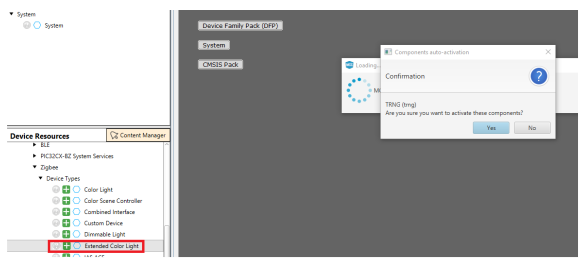 System
System
Device Family Pack (DFP)
System
CMSIS Pack
Loading...
Components auto-activation
Confirmation
TRNG (trng)
Are you sure you want to activate these components?
Yes
No
Device Resources
Content Manager
BLE
PIC32CX-BZ System Services
Zigbee
Device Types
Color Light
Color Scene Controller
Combined Interface
Custom Device
Dimmable Light
Extended Color Light